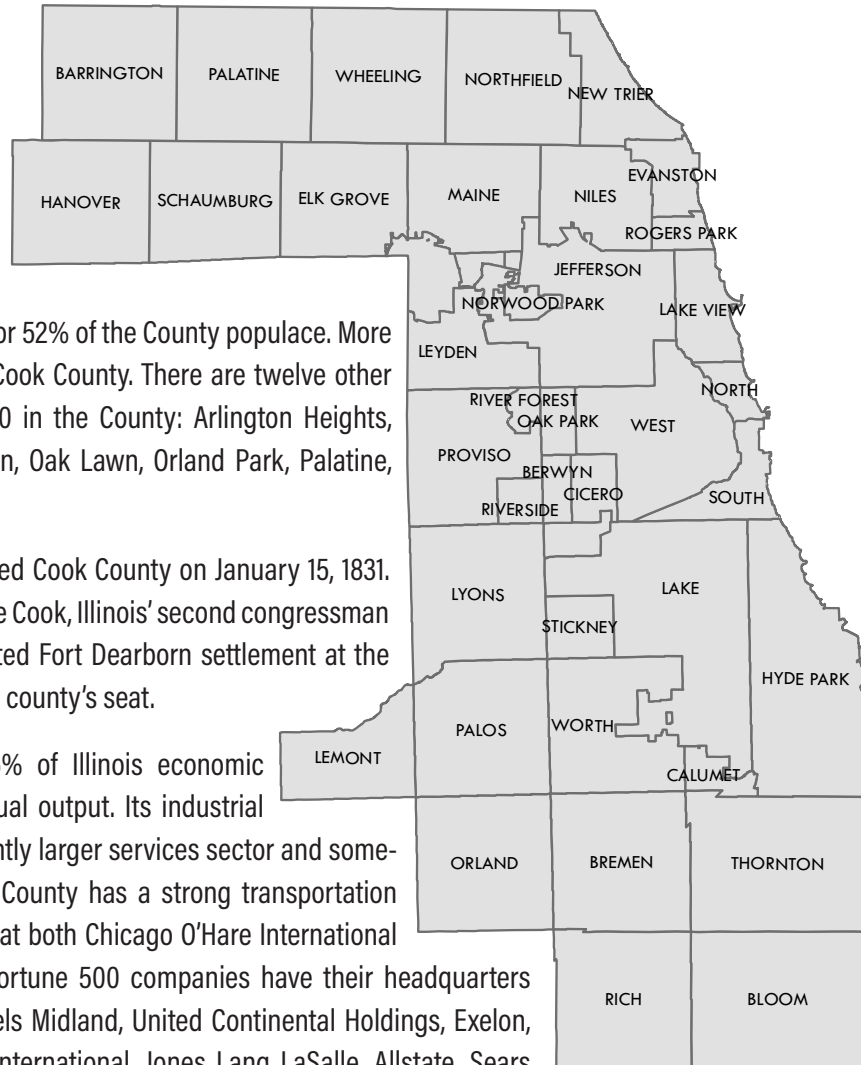 BARRINGTON
PALATINE
WHEELING
NORTHFIELD
NEW TRIER
HANOVER
SCHAUMBURG
ELK GROVE
MAINE
NILES
EVANSTON
ROGERS PARK
JEFFERSON
NORWOOD PARK
LAKE VIEW
LEYDEN
RIVER FOREST
OAK PARK
NORTH
WEST
PROVISO
BERWYN
CICERO
RIVERSIDE
SOUTH
LYONS
LAKE
STICKNEY
HYDE PARK
PALOS
WORTH
LEMONT
CALUMET
ORLAND
BREMEN
THORNTON
RICH
BLOOM
or 52% of the County populace. More
Cook County. There are twelve other
0 in the County: Arlington Heights,
n, Oak Lawn, Orland Park, Palatine,
ed Cook County on January 15, 1831.
e Cook, Illinois' second congressman
ted Fort Dearborn settlement at the
county's seat.
% of Illinois economic
ual output. Its industrial
ntly larger services sector and some-
County has a strong transportation
at both Chicago O'Hare International
ortune 500 companies have their headquarters
els Midland, United Continental Holdings, Exelon,
nternational, Jones Lang LaSalle, Allstate, Sears